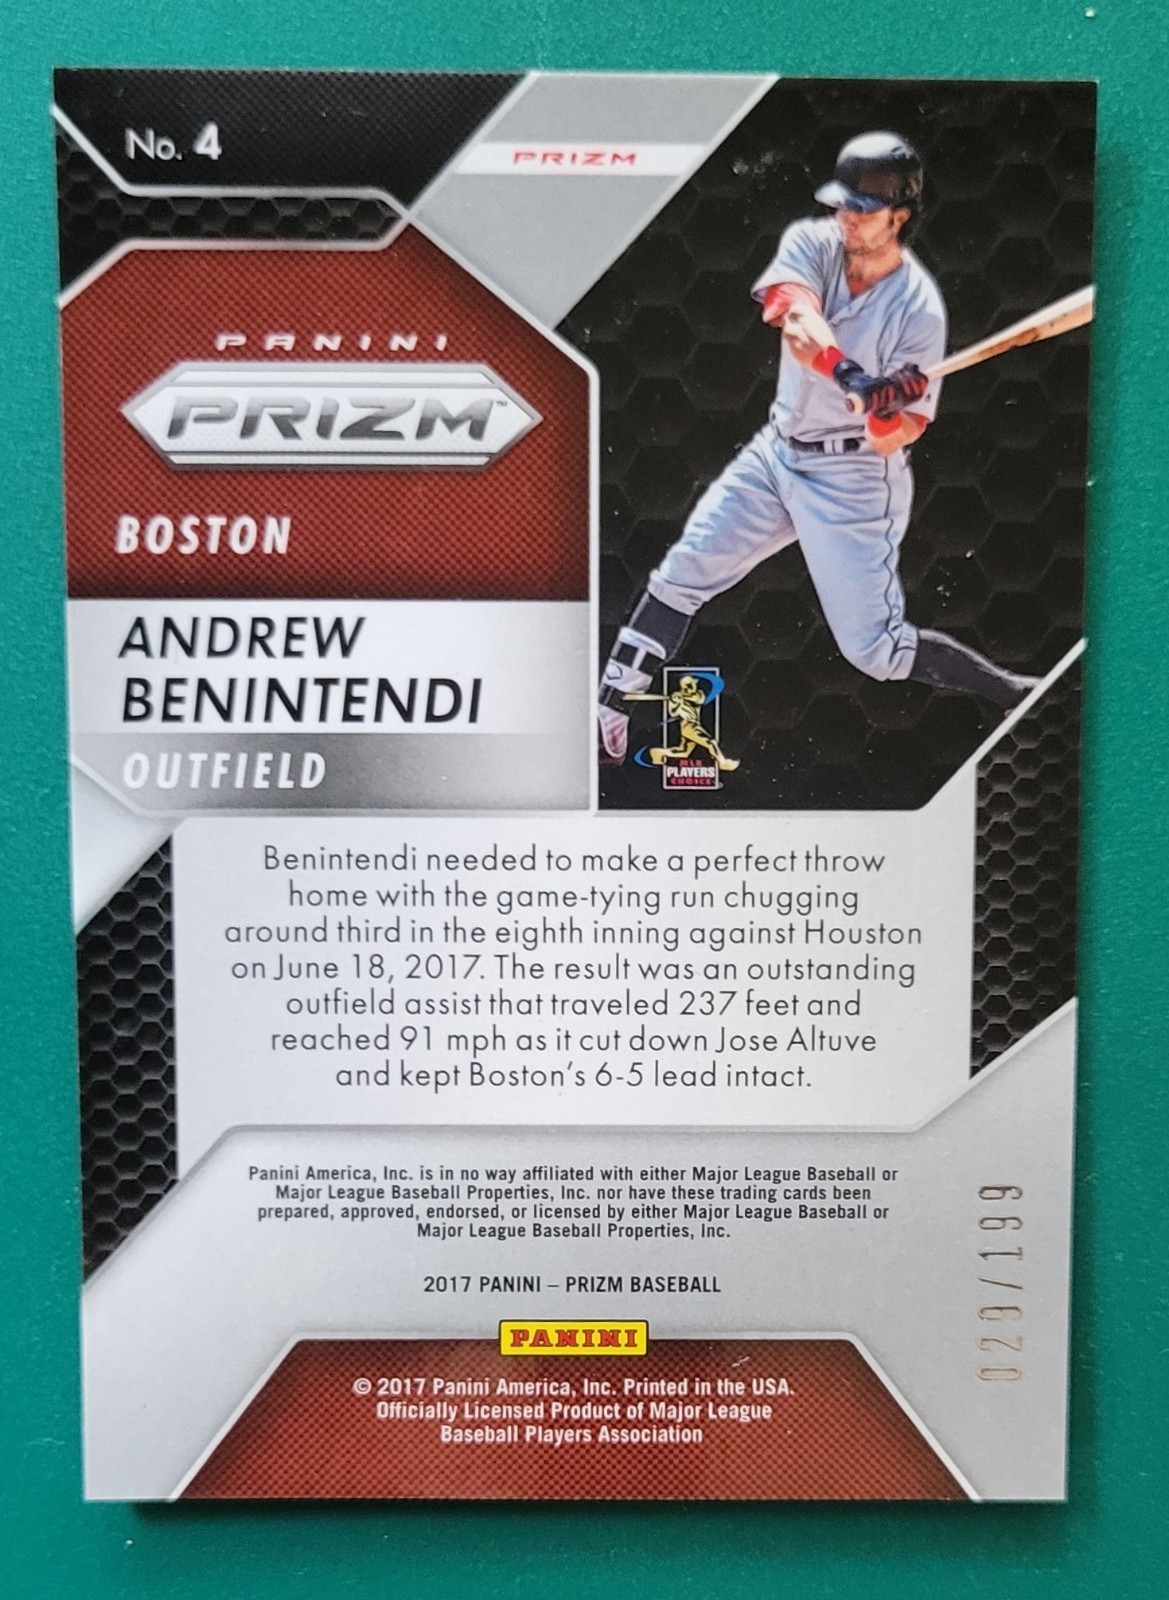 No. 4
PRIZM
PANINI
PRIZM™
BOSTON
ANDREW
BENINTENDI
OUTFIELD
MLB
PLAYERS
CHOICE
Benintendi needed to make a perfect throw
home with the game-tying run chugging
around third in the eighth inning against Houston
on June 18, 2017. The result was an outstanding
outfield assist that traveled 237 feet and
reached 91 mph as it cut down Jose Altuve
and kept Boston's 6-5 lead intact.
Panini America, Inc. is in no way affiliated with either Major League Baseball or
Major League Baseball Properties, Inc. nor have these trading cards been
prepared, approved, endorsed, or licensed by either Major League Baseball or
Major League Baseball Properties, Inc.
029/199
2017 PANINI – PRIZM BASEBALL
PANINI
© 2017 Panini America, Inc. Printed in the USA.
Officially Licensed Product of Major League
Baseball Players Association